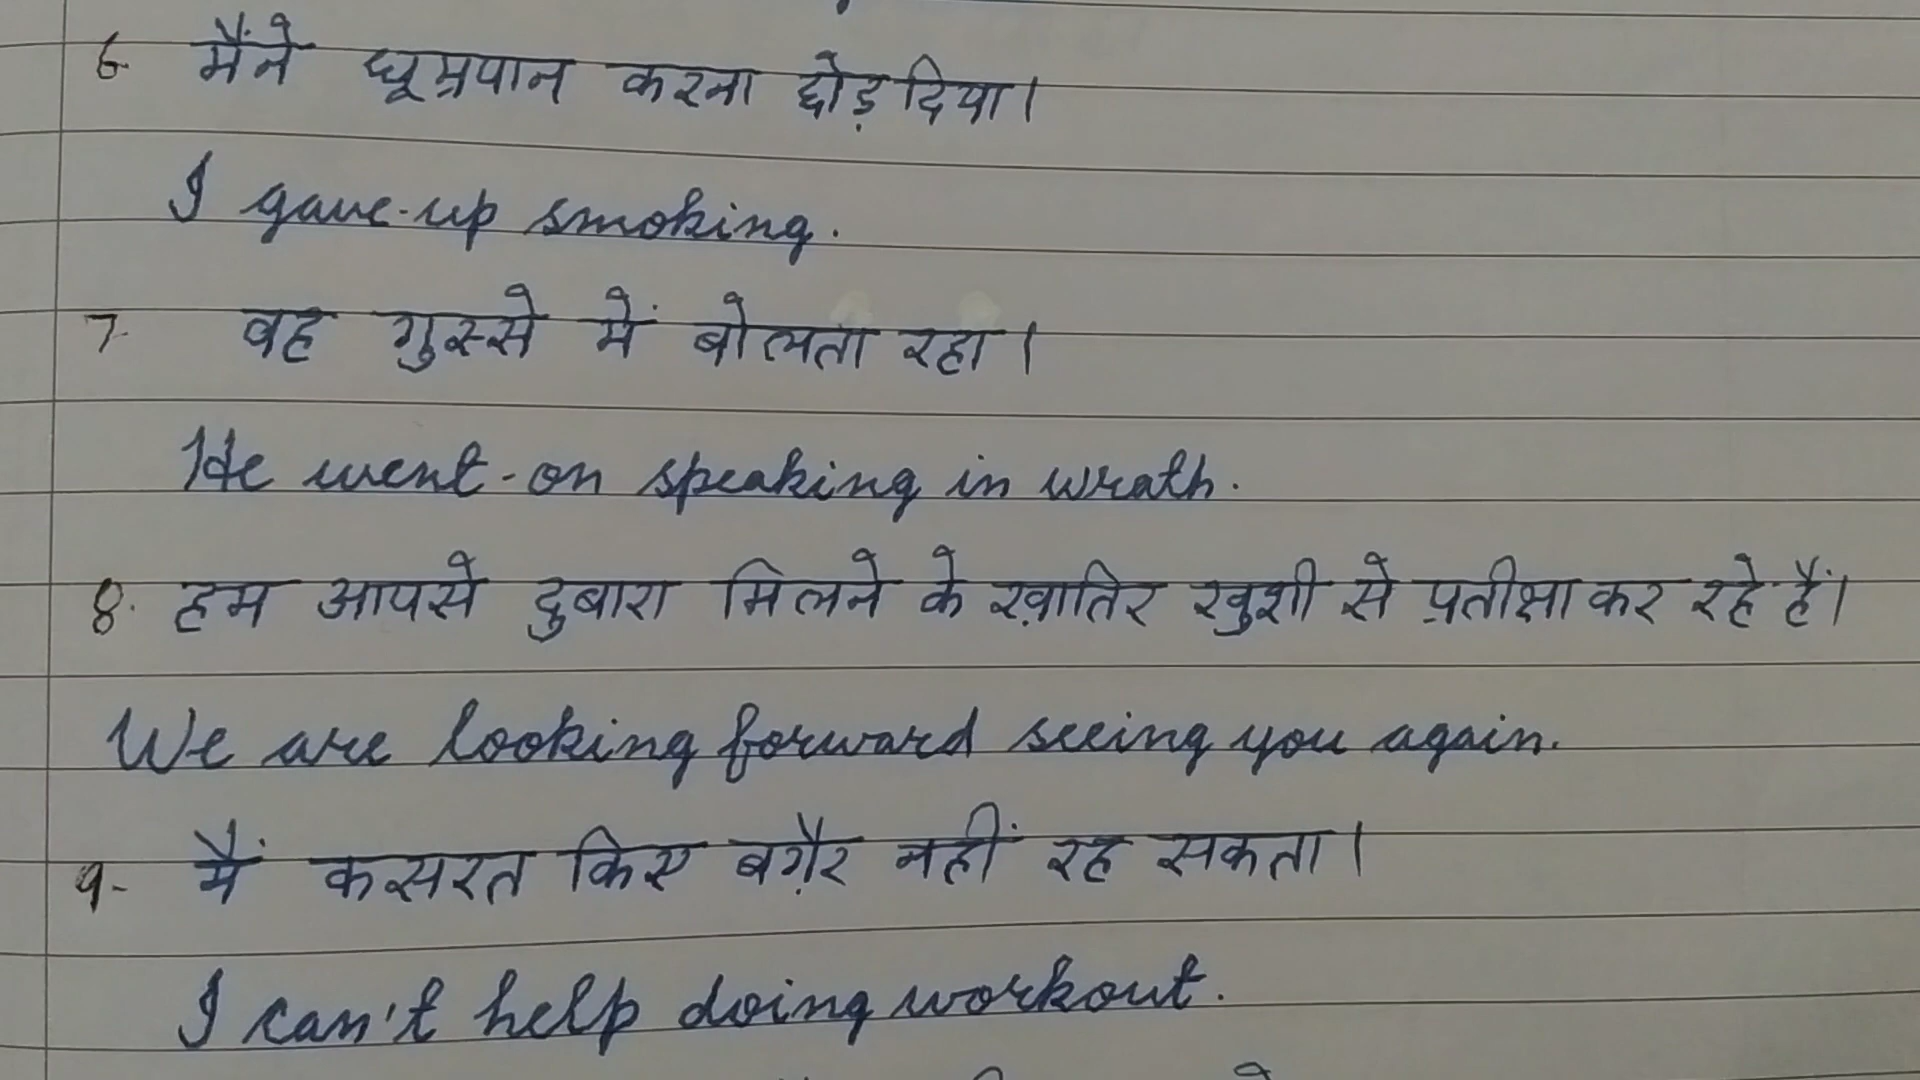 6- मैंने धूम्रपान करना छोड़ दिया।
I gave-up smoking.
7- वह गुस्से में बोलता रहा।
He went-on speaking in wrath.
8. हम आपसे दुबारा मिलने के ख़ातिर खुशी से प्रतीक्षा कर रहे हैं।
We are looking forward seeing you again.
9- मैं कसरत किए बग़ैर नहीं रह सकता।
I can't help doing workout.